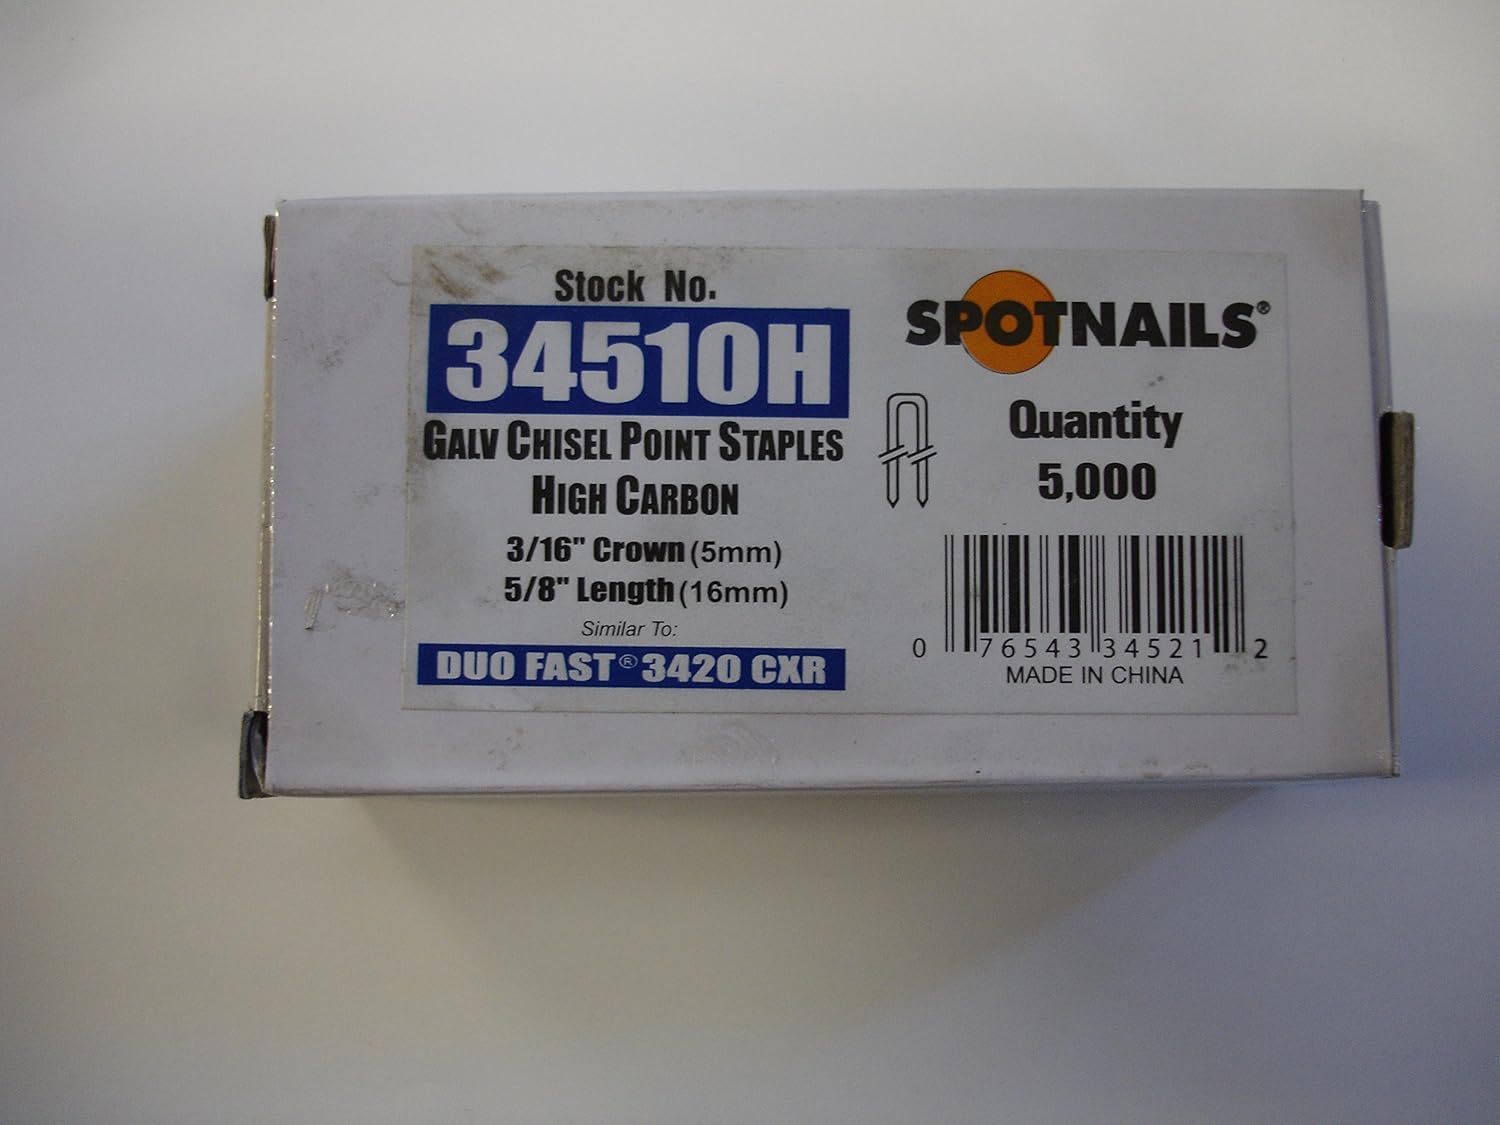 Stock No.
34510H
GALV CHISEL POINT STAPLES
HIGH CARBON
3/16" Crown (5mm)
5/8" Length (16mm)
Similar To:
DUO FAST® 3420 CXR
SPOTNAILS®
Quantity
5,000
0 76543 34521 2
MADE IN CHINA